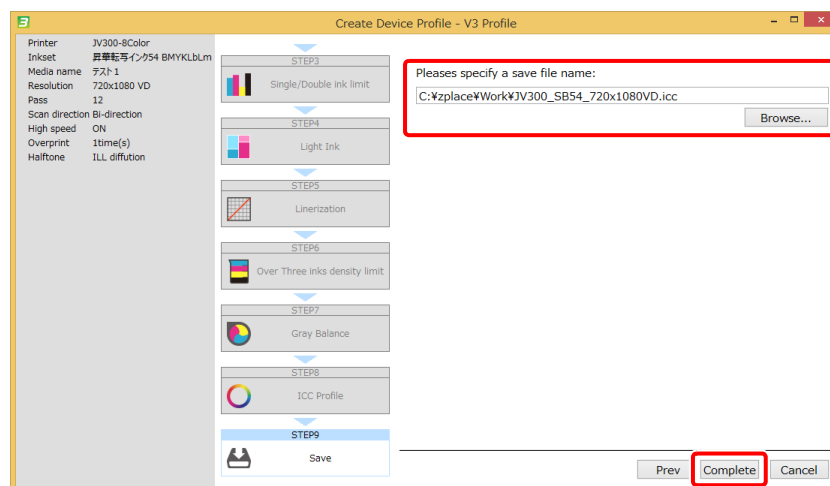 Create Device Profile - V3 Profile
Printer JV300-8Color
Inkset 昇華転写インク54 BMYKLbLm
Media name テスト1
Resolution 720x1080 VD
Pass 12
Scan direction Bi-direction
High speed ON
Overprint 1time(s)
Halftone ILL diffution
STEP3
Single/Double ink limit
STEP4
Light Ink
STEP5
Linerization
STEP6
Over Three inks density limit
STEP7
Gray Balance
STEP8
ICC Profile
STEP9
Save
Pleases specify a save file name:
C:¥zplace¥Work¥JV300_SB54_720x1080VD.icc
Browse...
Prev Complete Cancel